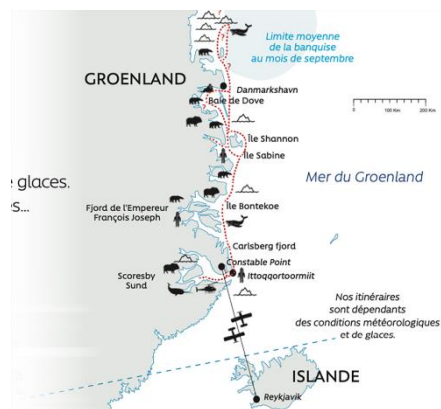 Limite moyenne
de la banquise
au mois de septembre
GROENLAND
Danmarkshavn
Baie de Dove
100
200 Km
Île Shannon
Île Sabine
glaces.
s...
Mer du Groenland
Fjord de l'Empereur
François Joseph
Île Bontekoe
Carlsberg fjord
Constable Point
Scoresby
Sund
Ittoqqortoormiit
Nos itinéraires
sont dépendants
des conditions météorologiques
et de glaces.
ISLANDE
Reykjavik